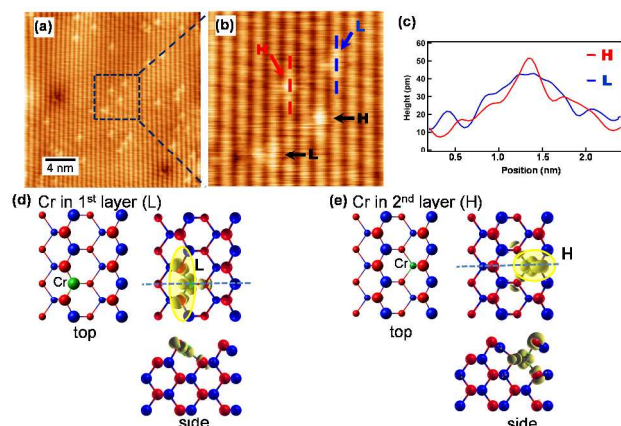 (a)
4 nm
(b)
H
L
H
L
(c)
Height (pm)
60
50
40
30
20
10
0
H
L
0.5
1.0
1.5
2.0
Position (nm)
(d) Cr in 1st layer (L)
Cr
top
L
side
(e) Cr in 2nd layer (H)
Cr
top
H
side